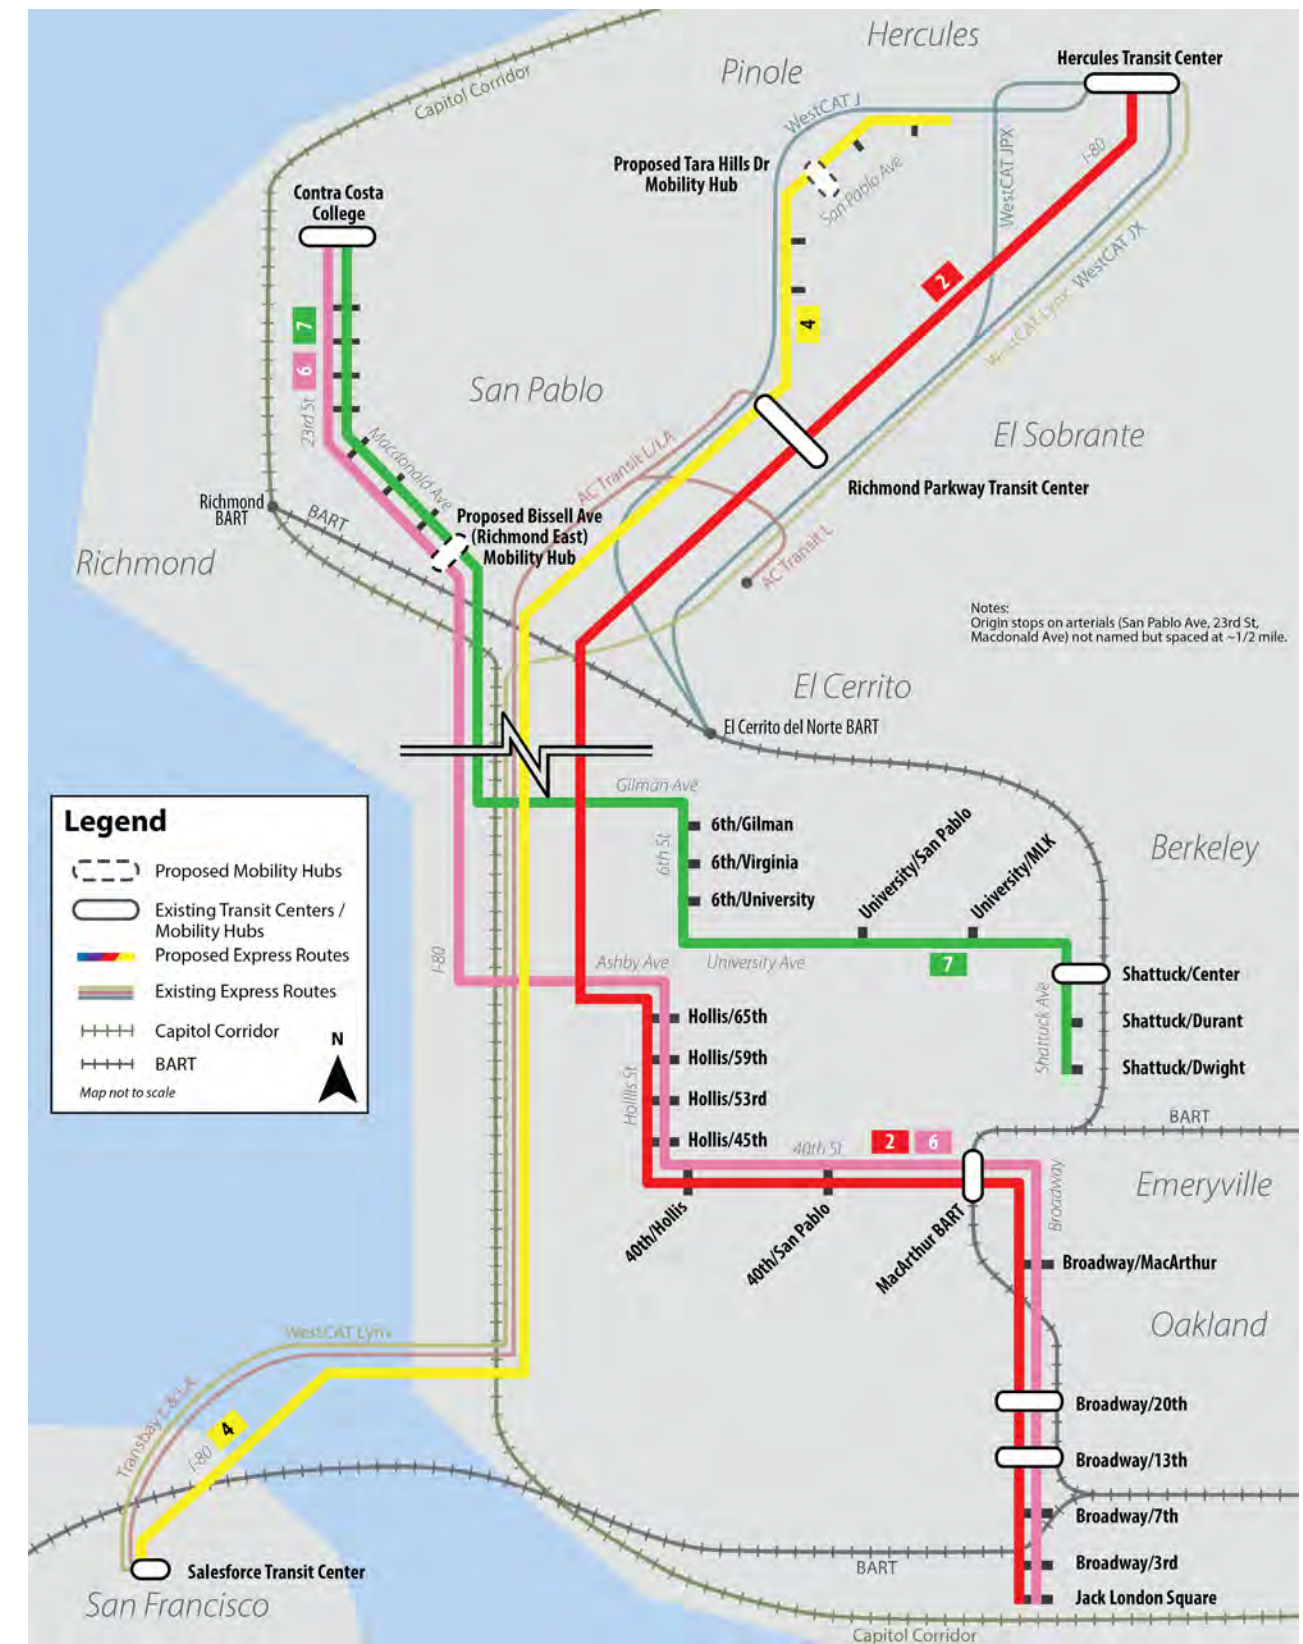 Hercules
Pinole
Hercules Transit Center
Capitol Corridor
WestCAT J
WestCAT JPX
I-80
Proposed Tara Hills Dr
Mobility Hub
San Pablo Ave
Contra Costa
College
WestCAT JX
WestCAT Lynx
2
4
7
6
23rd St
San Pablo
El Sobrante
Macdonald Ave
AC Transit L/LA
Richmond Parkway Transit Center
Richmond
BART
BART
Proposed Bissell Ave
(Richmond East)
Mobility Hub
Richmond
AC Transit L
Notes:
Origin stops on arterials (San Pablo Ave, 23rd St,
Macdonald Ave) not named but spaced at ~1/2 mile.
El Cerrito
El Cerrito del Norte BART
Gilman Ave
6th St
6th/Gilman
6th/Virginia
6th/University
University/San Pablo
University/MLK
Berkeley
Legend
Proposed Mobility Hubs
Existing Transit Centers /
Mobility Hubs
Proposed Express Routes
Existing Express Routes
Capitol Corridor
BART
Map not to scale
N
I-80
Ashby Ave
University Ave
7
Shattuck/Center
Shattuck Ave
Shattuck/Durant
Shattuck/Dwight
Hollis/65th
Hollis/59th
Hollis/53rd
Hollis/45th
Holllis St
BART
40th St
2
6
Emeryville
Broadway
40th/Hollis
40th/San Pablo
MacArthur BART
Broadway/MacArthur
Oakland
WestCAT Lynx
Transbay L & LA
I-80
4
Broadway/20th
Broadway/13th
Broadway/7th
Broadway/3rd
Jack London Square
BART
Salesforce Transit Center
San Francisco
Capitol Corridor